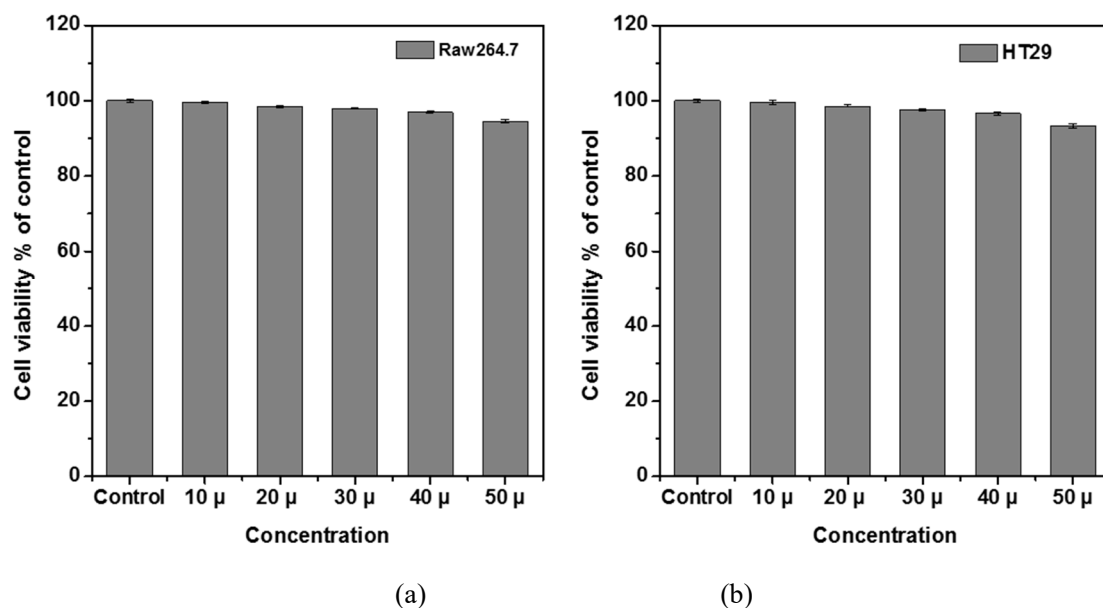 120
100
80
60
40
20
0
Cell viability % of control
Raw264.7
Control 10 µ 20 µ 30 µ 40 µ 50 µ
Concentration
(a)
120
100
80
60
40
20
0
Cell viability % of control
HT29
Control 10 µ 20 µ 30 µ 40 µ 50 µ
Concentration
(b)